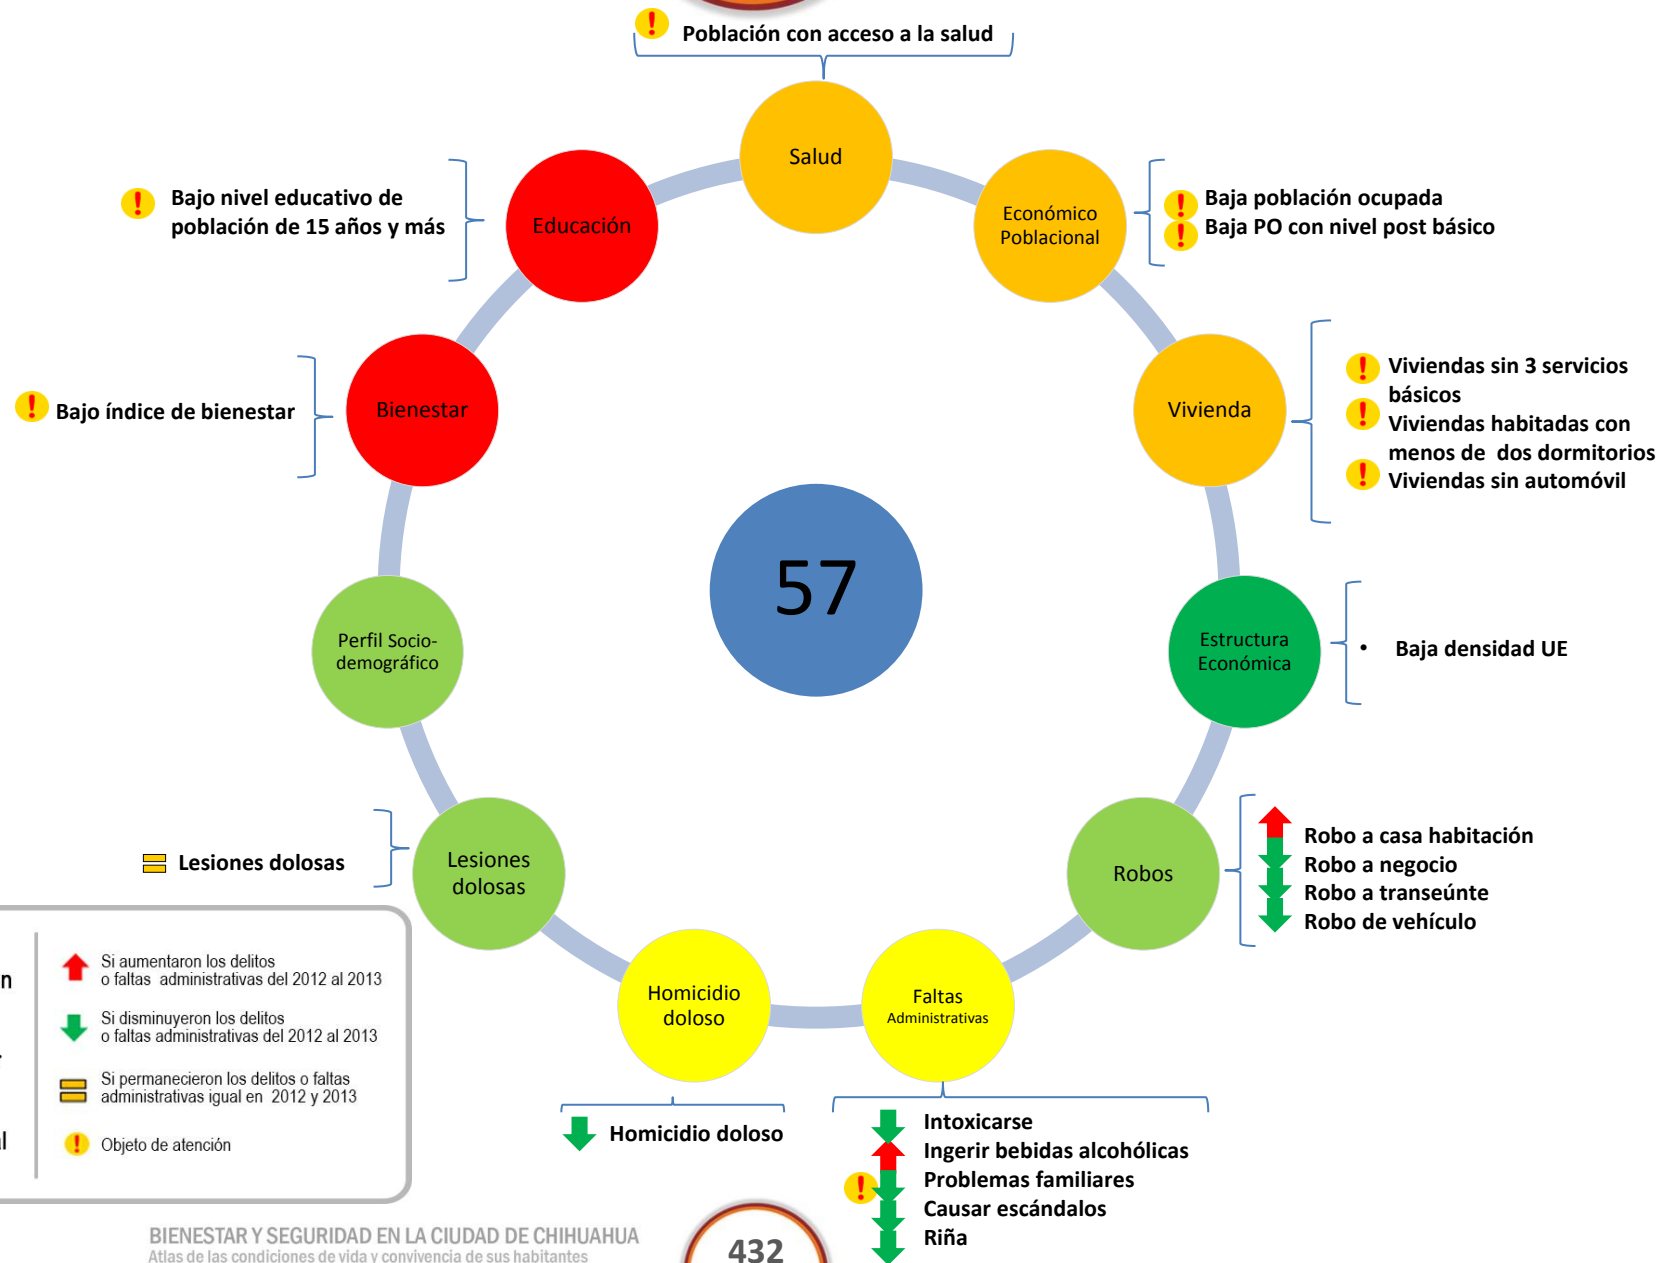 Población con acceso a la salud
Salud
Bajo nivel educativo de
población de 15 años y más
Educación
Económico
Poblacional
Baja población ocupada
Baja PO con nivel post básico
Bajo índice de bienestar
Bienestar
Vivienda
Viviendas sin 3 servicios
básicos
Viviendas habitadas con
menos de dos dormitorios
Viviendas sin automóvil
57
Perfil Socio-
demográfico
Estructura
Económica
• Baja densidad UE
Lesiones dolosas
Lesiones
dolosas
Robos
Robo a casa habitación
Robo a negocio
Robo a transeúnte
Robo de vehículo
Homicidio
doloso
Faltas
Administrativas
Homicidio doloso
Intoxicarse
Ingerir bebidas alcohólicas
Problemas familiares
Causar escándalos
Riña
Si aumentaron los delitos
o faltas administrativas del 2012 al 2013
Si disminuyeron los delitos
o faltas administrativas del 2012 al 2013
Si permanecieron los delitos o faltas
administrativas igual en 2012 y 2013
Objeto de atención
BIENESTAR Y SEGURIDAD EN LA CIUDAD DE CHIHUAHUA
Atlas de las condiciones de vida y convivencia de sus habitantes
432